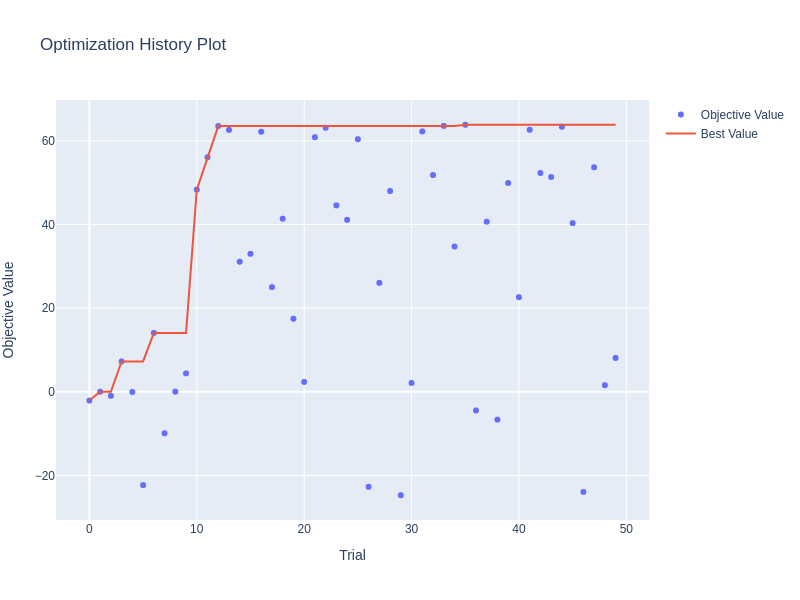 Optimization History Plot
Objective Value
Best Value
60
40
20
0
−20
0
10
20
30
40
50
Trial
Objective Value